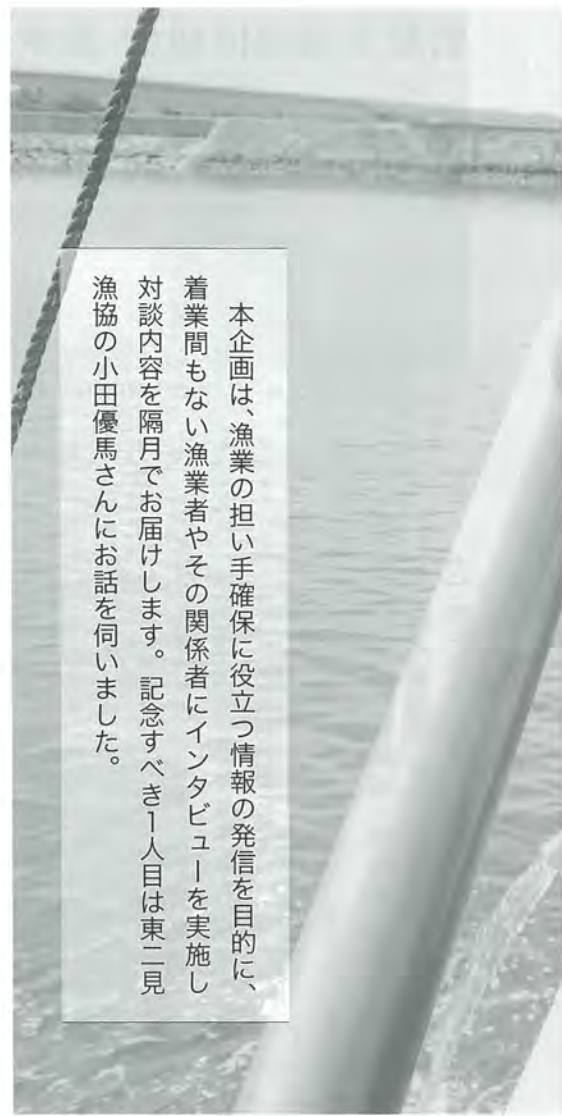 本企画は、漁業の担い手確保に役立つ情報の発信を目的に、
着業間もない漁業者やその関係者にインタビューを実施し
対談内容を隔月でお届けします。記念すべき1人目は東二見
漁協の小田優馬さんにお話を伺いました。